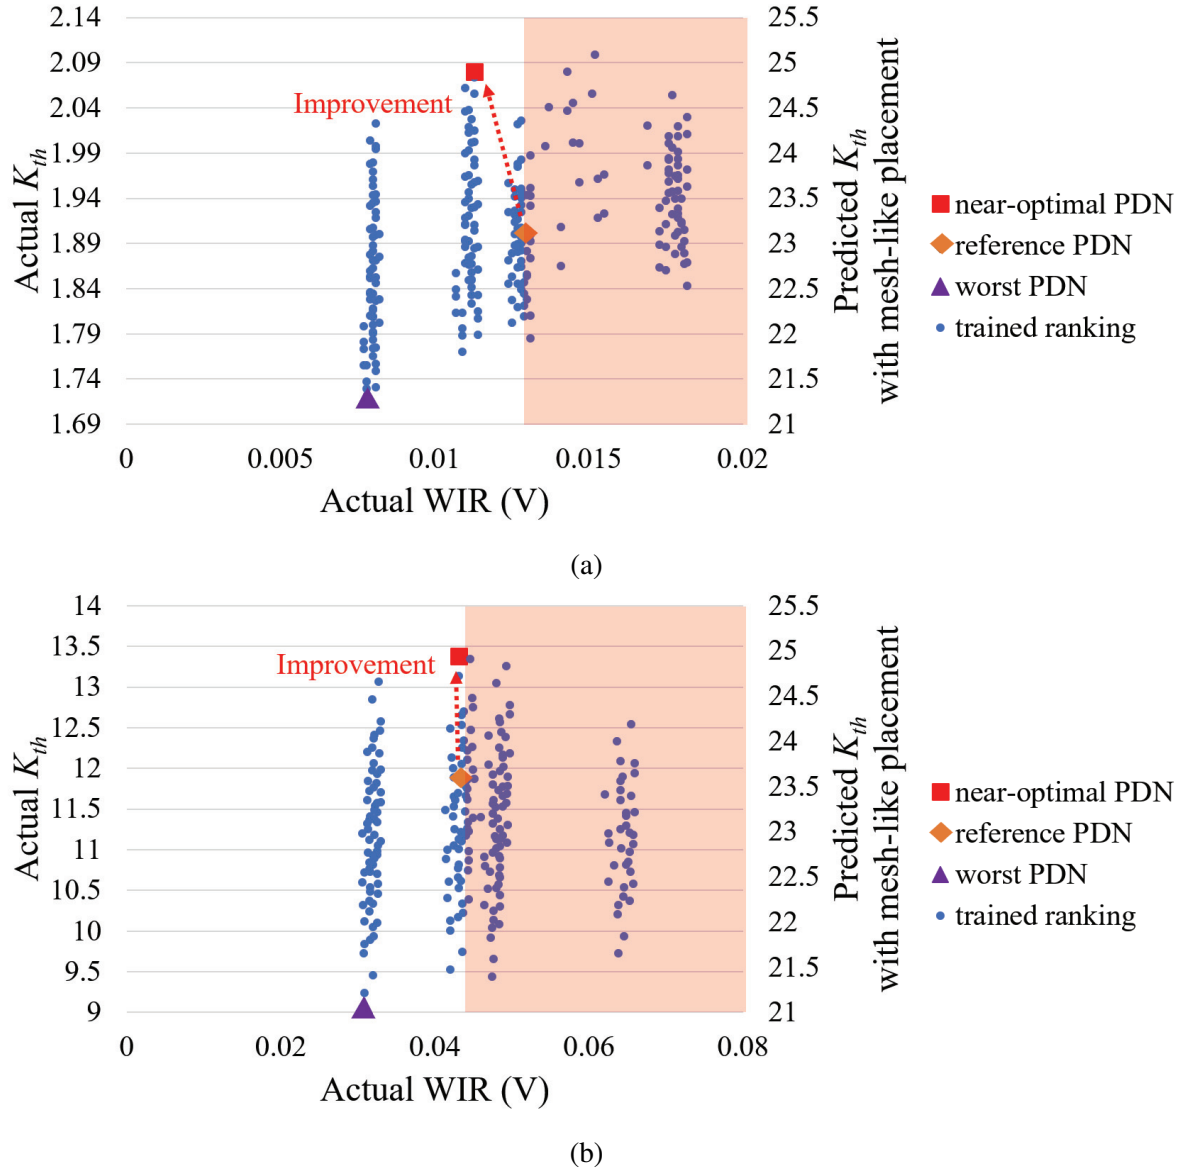 2.14
2.09
2.04
1.99
1.94
1.89
1.84
1.79
1.74
1.69
Actual K_th
25.5
25
24.5
24
23.5
23
22.5
22
21.5
21
Predicted K_th
with mesh-like placement
Improvement
0 0.005 0.01 0.015 0.02
Actual WIR (V)
near-optimal PDN
reference PDN
worst PDN
trained ranking
(a)
14
13.5
13
12.5
12
11.5
11
10.5
10
9.5
9
Actual K_th
25.5
25
24.5
24
23.5
23
22.5
22
21.5
21
Predicted K_th
with mesh-like placement
Improvement
0 0.02 0.04 0.06 0.08
Actual WIR (V)
near-optimal PDN
reference PDN
worst PDN
trained ranking
(b)